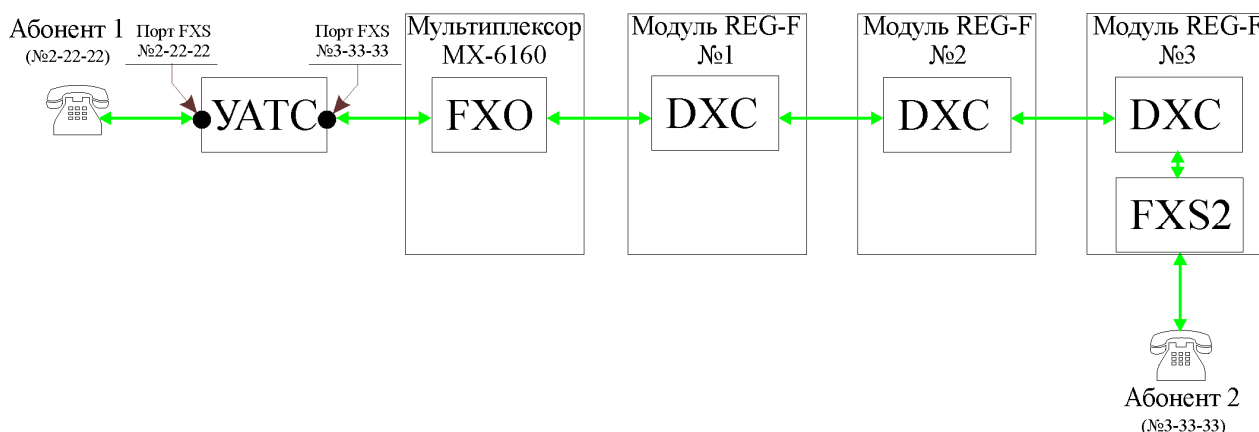 Абонент 1
(№2-22-22)
Порт FXS
№2-22-22
Порт FXS
№3-33-33
УАТС
Мультиплексор
MX-6160
FXO
Модуль REG-F
№1
DXC
Модуль REG-F
№2
DXC
Модуль REG-F
№3
DXC
FXS2
Абонент 2
(№3-33-33)